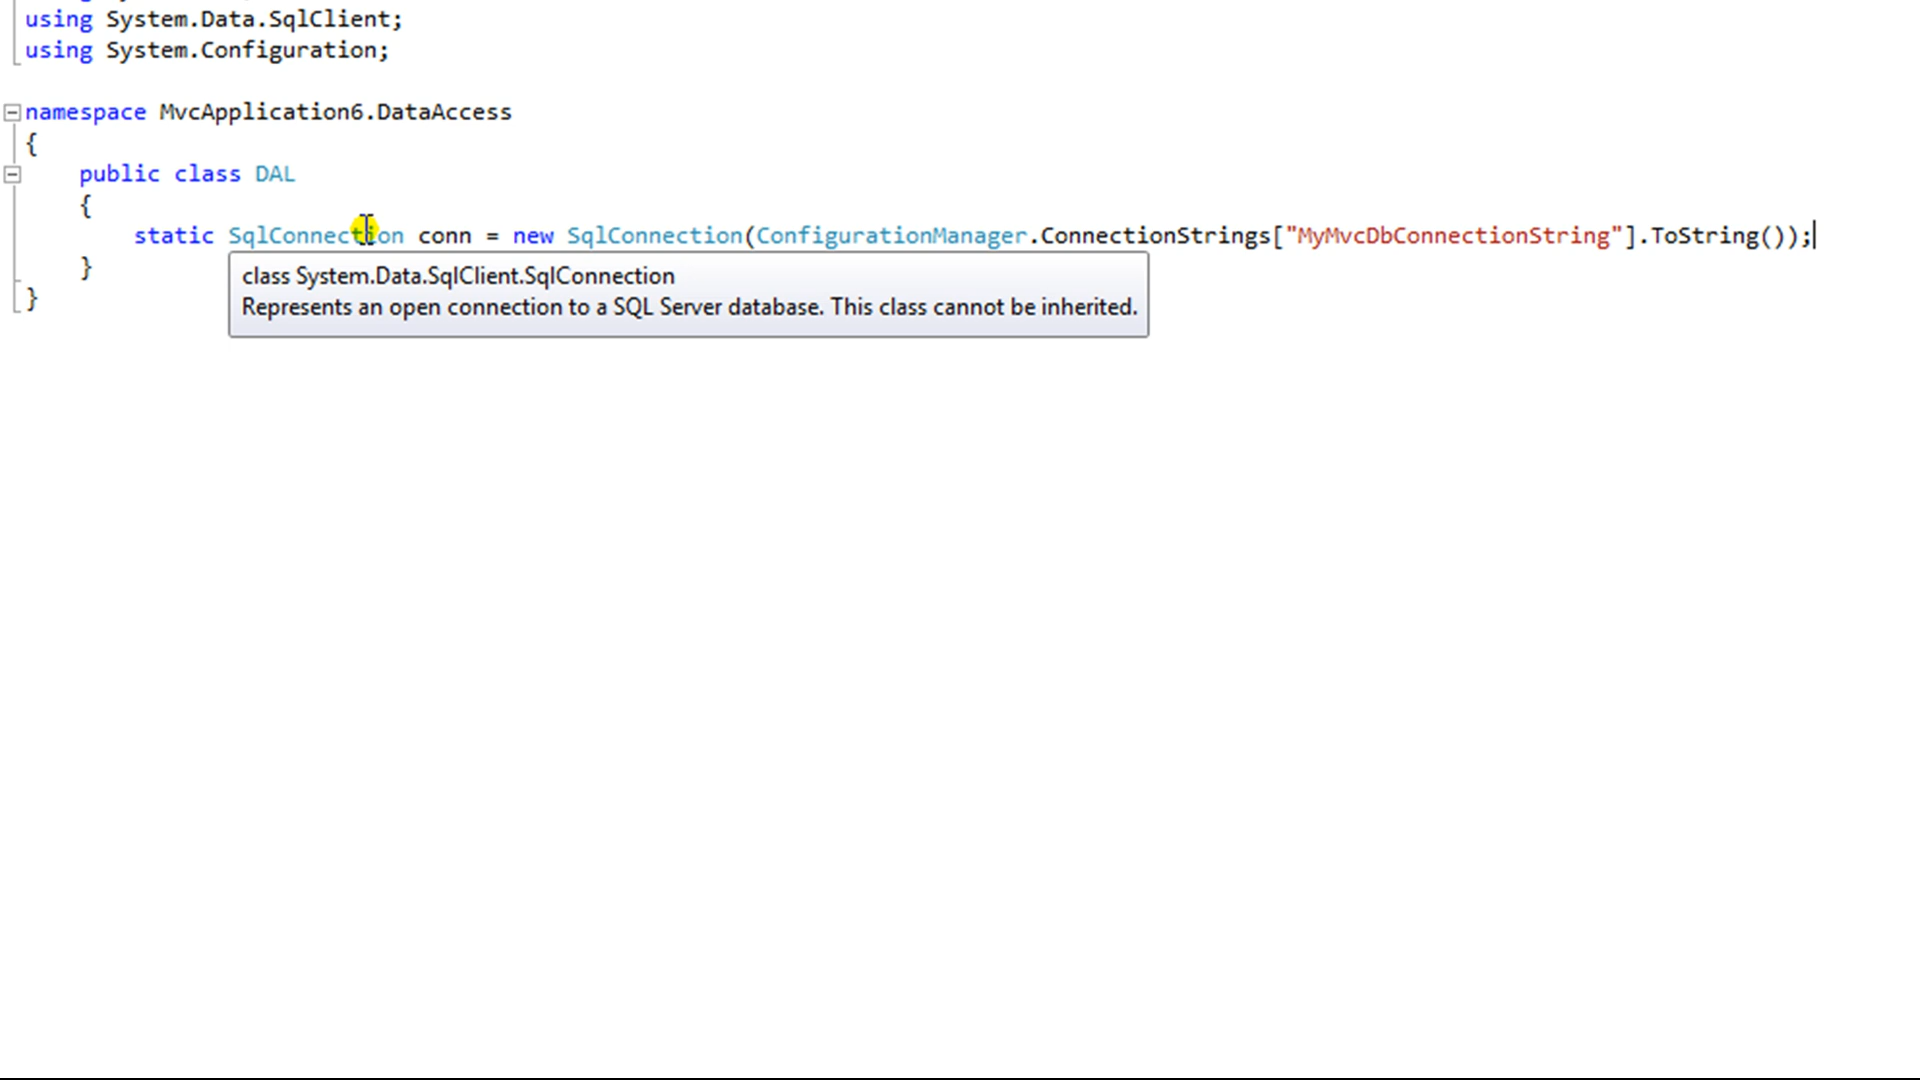 using System.Data.SqlClient;
using System.Configuration;
namespace MvcApplication6.DataAccess
{
public class DAL
{
static SqlConnection conn = new SqlConnection(ConfigurationManager.ConnectionStrings["MyMvcDbConnectionString"].ToString());
}
class System.Data.SqlClient.SqlConnection
}
Represents an open connection to a SQL Server database. This class cannot be inherited.